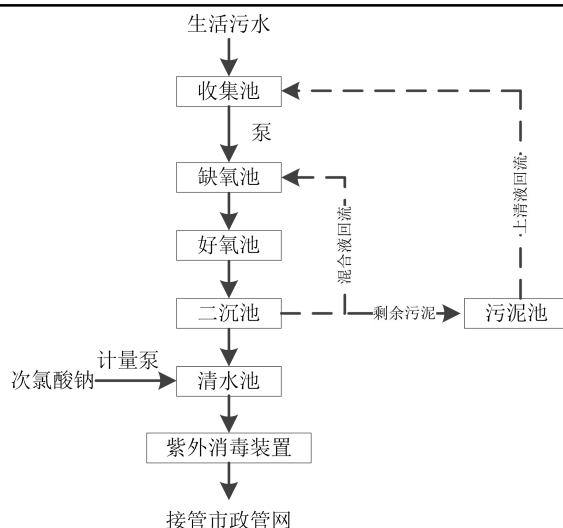 生活污水
收集池
泵
缺氧池
上清液回流
好氧池
混合液回流
二沉池
剩余污泥
污泥池
计量泵
次氯酸钠
清水池
紫外消毒装置
接管市政管网